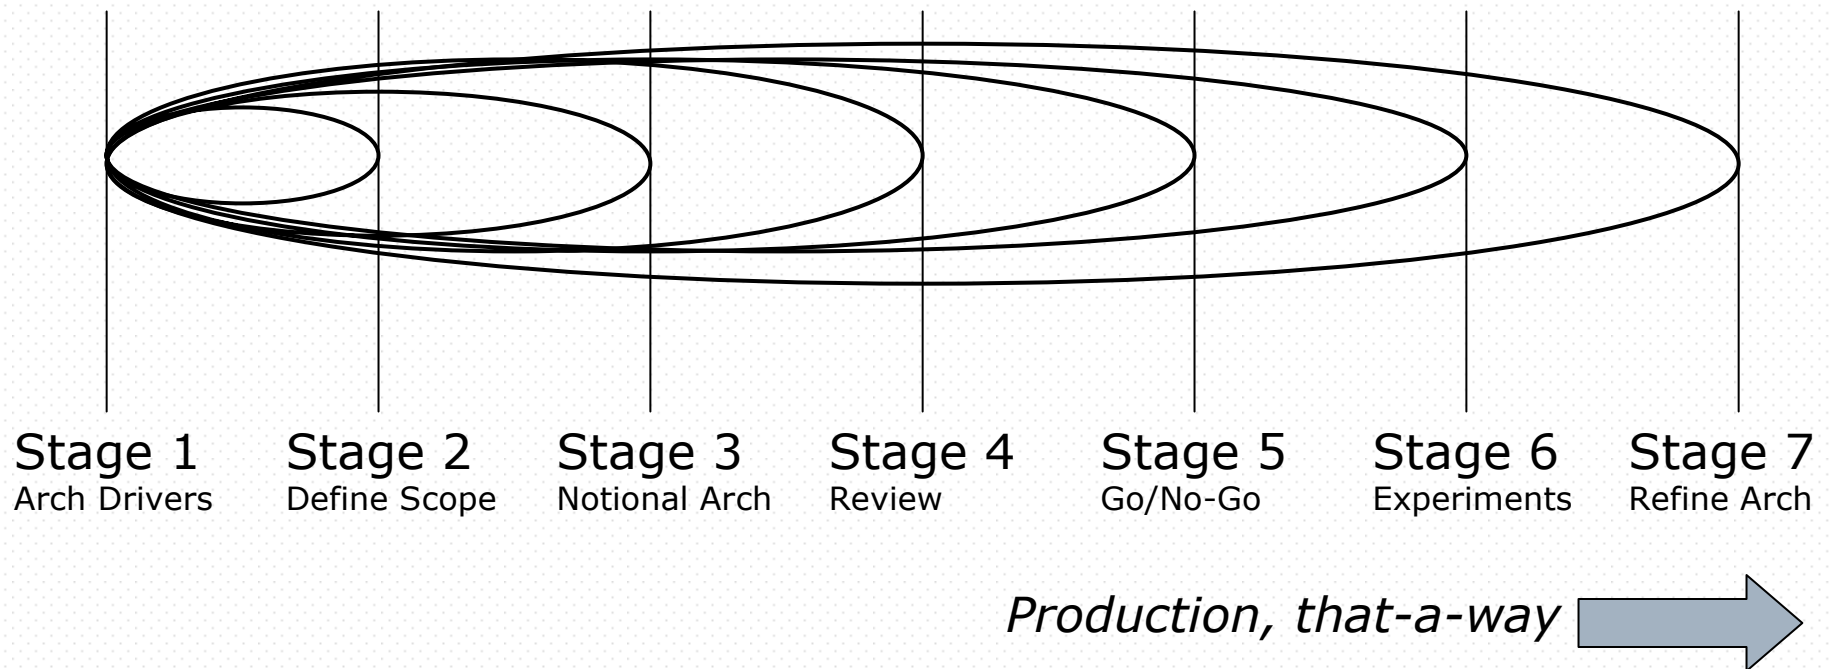 Stage 1
Arch Drivers
Stage 2
Define Scope
Stage 3
Notional Arch
Stage 4
Review
Stage 5
Go/No-Go
Stage 6
Experiments
Stage 7
Refine Arch
Production, that-a-way